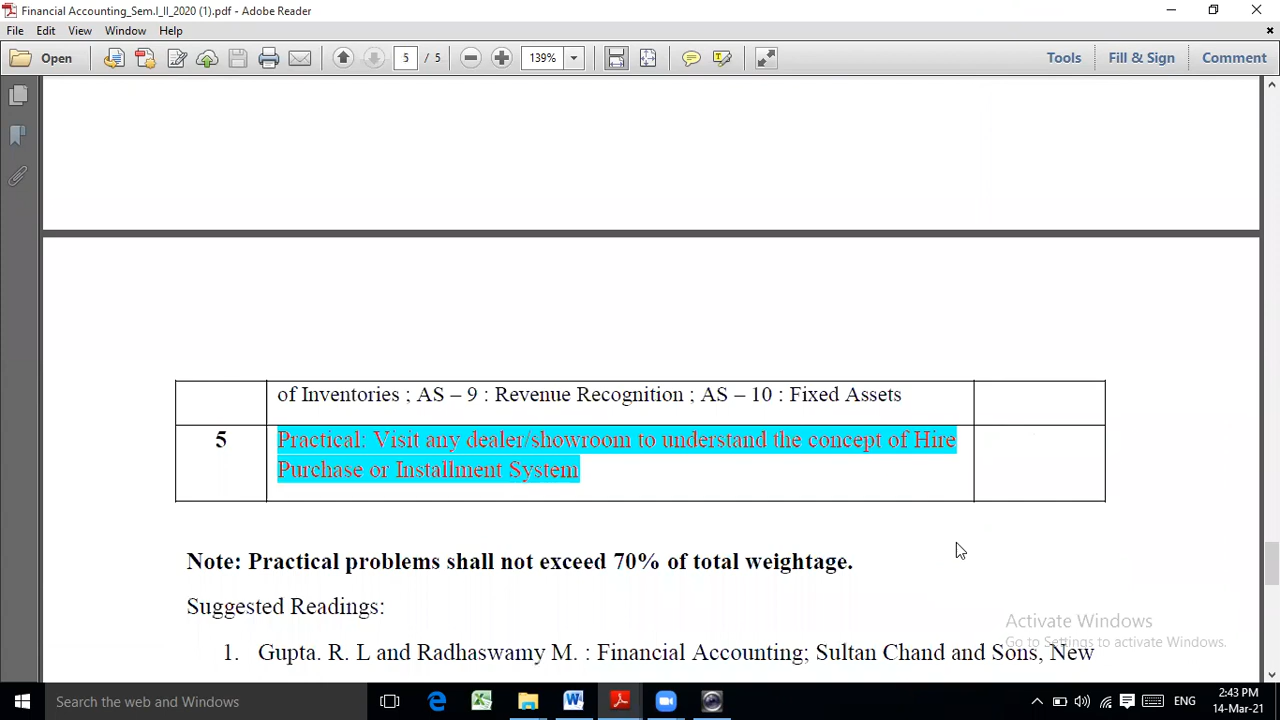 Financial Accounting_Sem.I_II_2020 (1).pdf - Adobe Reader
File Edit View Window Help
Open 5 / 5 139% Tools Fill & Sign Comment
of Inventories ; AS – 9 : Revenue Recognition ; AS – 10 : Fixed Assets
5 Practical: Visit any dealer/showroom to understand the concept of Hire
Purchase or Installment System
Note: Practical problems shall not exceed 70% of total weightage.
Suggested Readings:
1. Gupta. R. L and Radhaswamy M. : Financial Accounting; Sultan Chand and Sons, New
Activate Windows
Go to Settings to activate Windows.
Search the web and Windows
ENG
2:43 PM
14-Mar-21